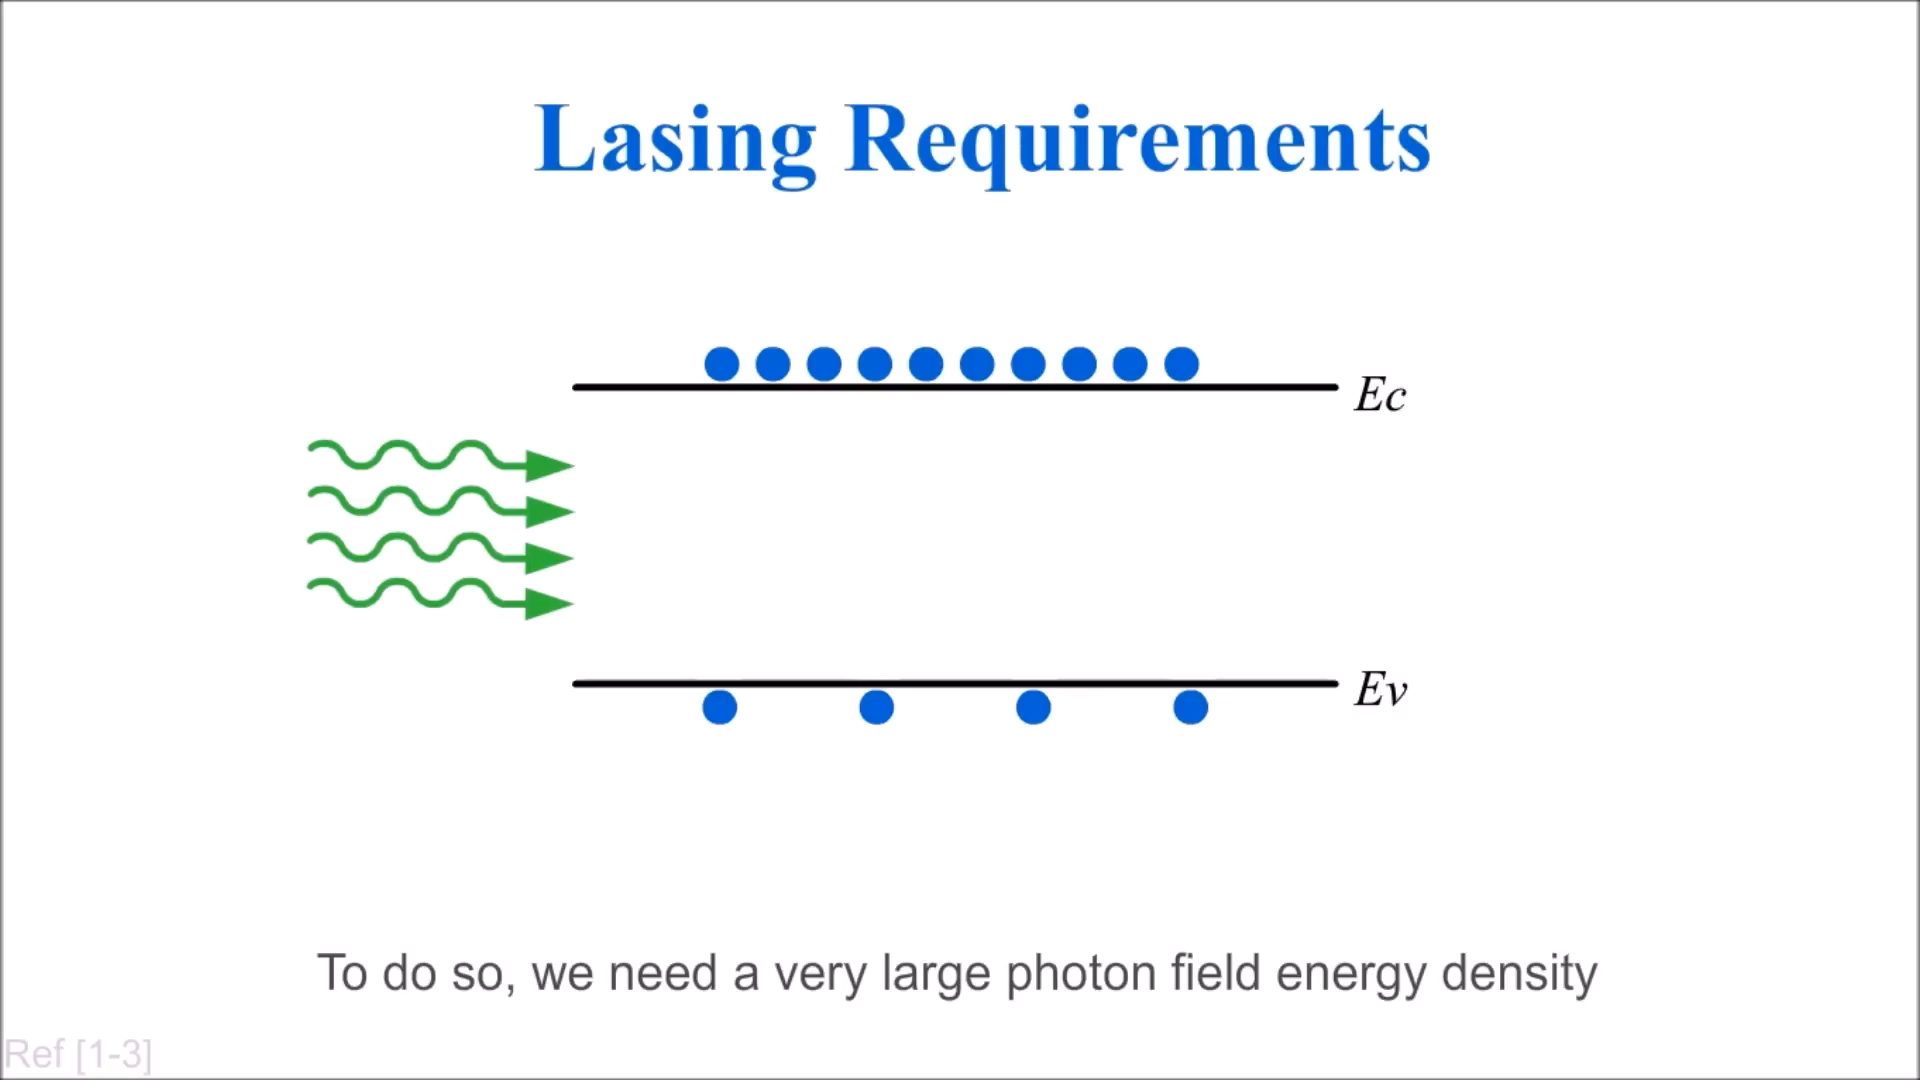 Lasing Requirements
Ec
Ev
To do so, we need a very large photon field energy density
Ref [1-3]